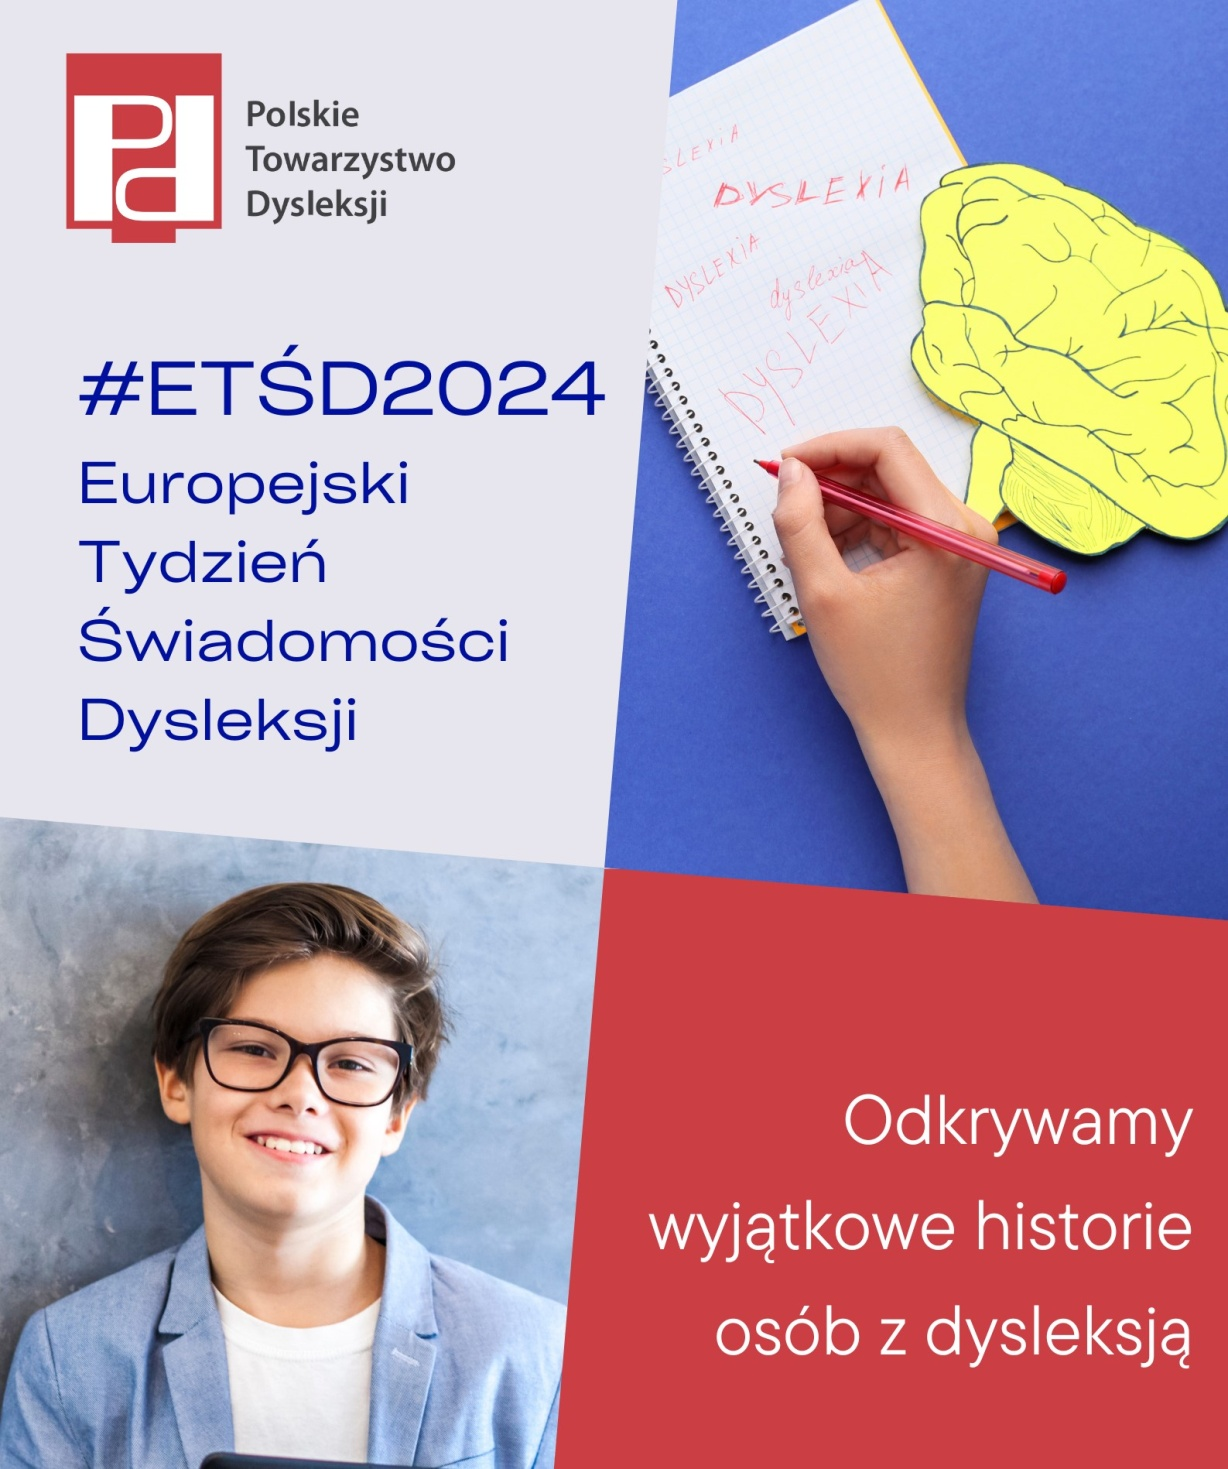 Polskie
Towarzystwo
Dysleksji
#ETŚD2024
Europejski
Tydzień
Świadomości
Dysleksji
DYSLEXIA
DYSLEXIA
dyslexia
DYSLEXIA
Odkrywamy
wyjątkowe historie
osób z dysleksją